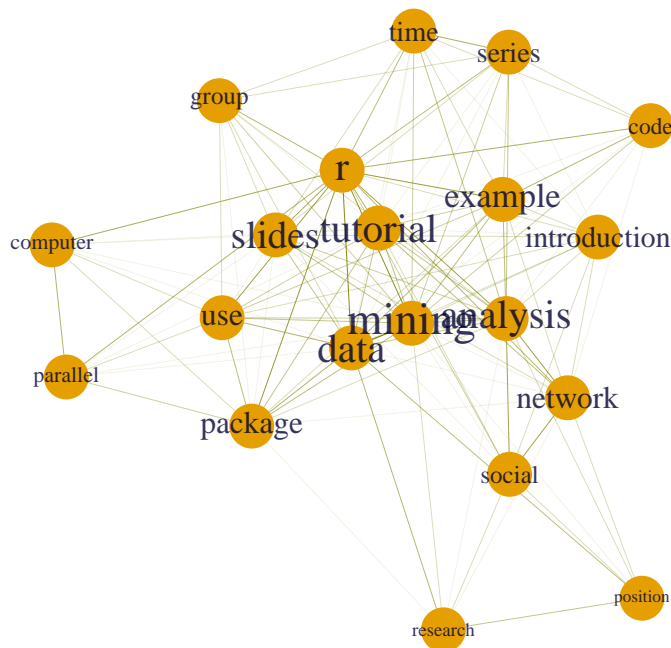 time
series
group
code
r
example
slides
tutorial
introduction
computer
use
mining
analysis
data
parallel
package
network
social
position
research